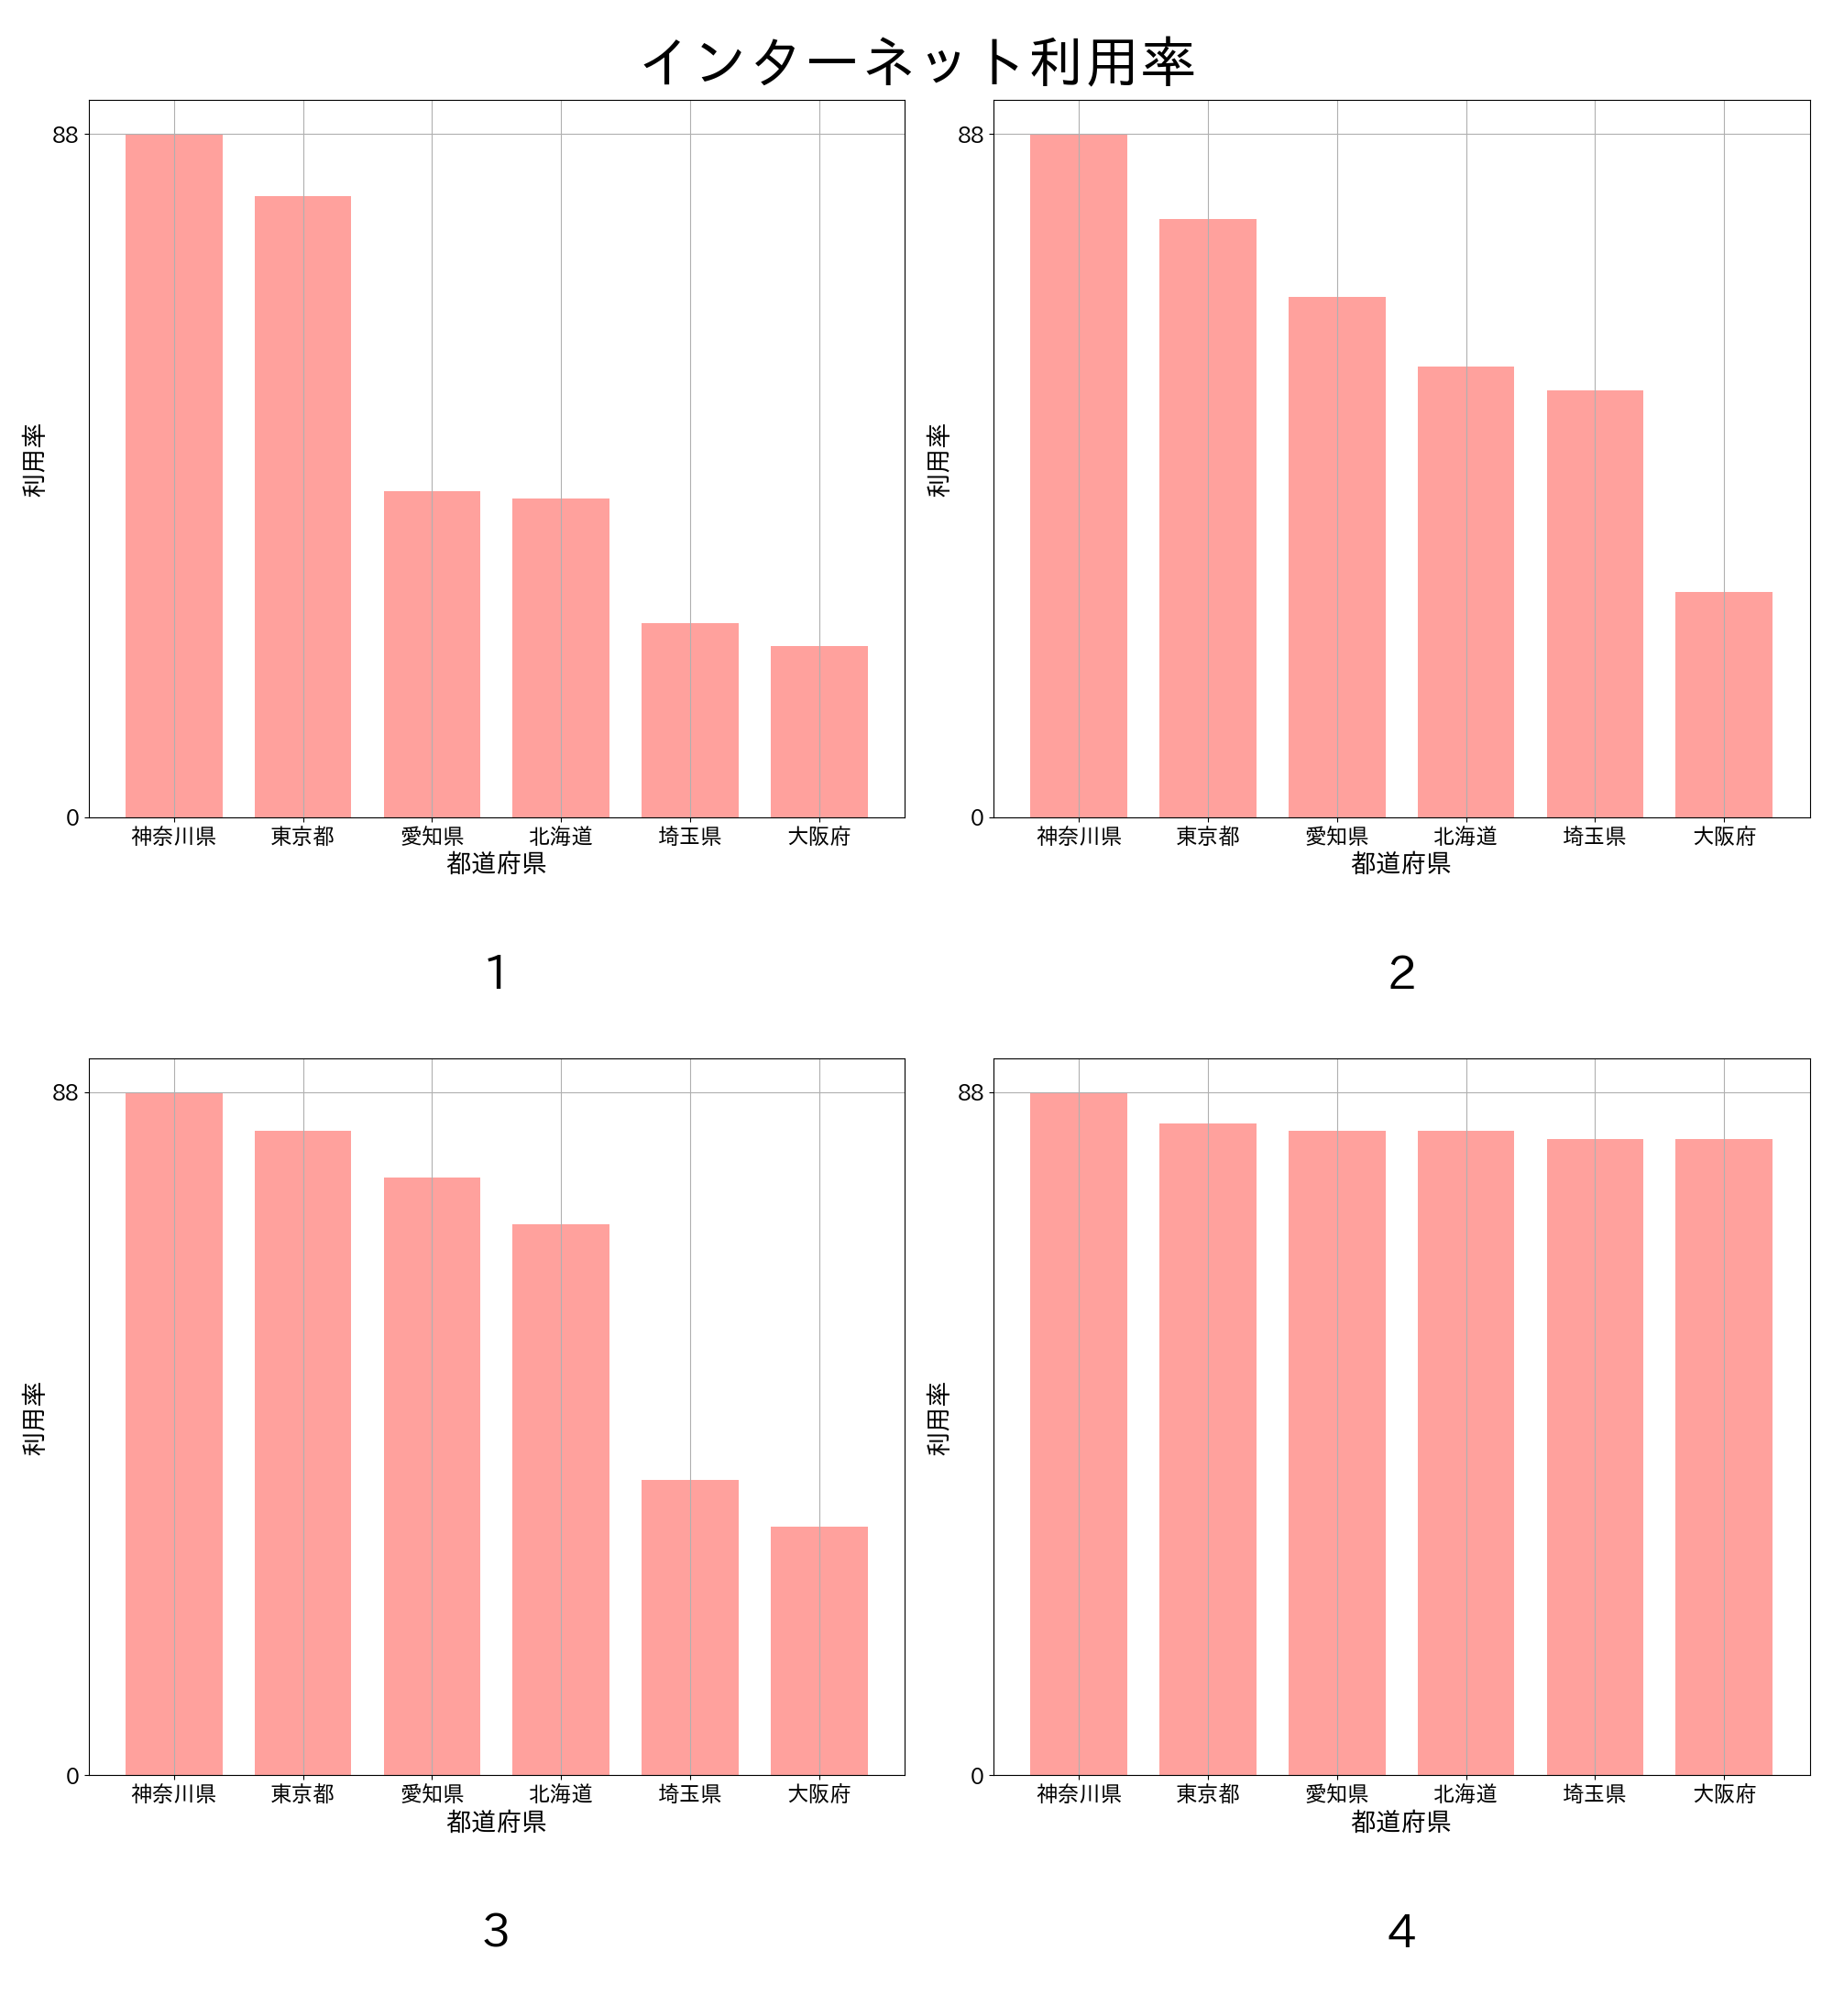 インターネット利用率
88
0
利用率
神奈川県 東京都 愛知県 北海道 埼玉県 大阪府
都道府県
1
88
0
利用率
神奈川県 東京都 愛知県 北海道 埼玉県 大阪府
都道府県
2
88
0
利用率
神奈川県 東京都 愛知県 北海道 埼玉県 大阪府
都道府県
3
88
0
利用率
神奈川県 東京都 愛知県 北海道 埼玉県 大阪府
都道府県
4